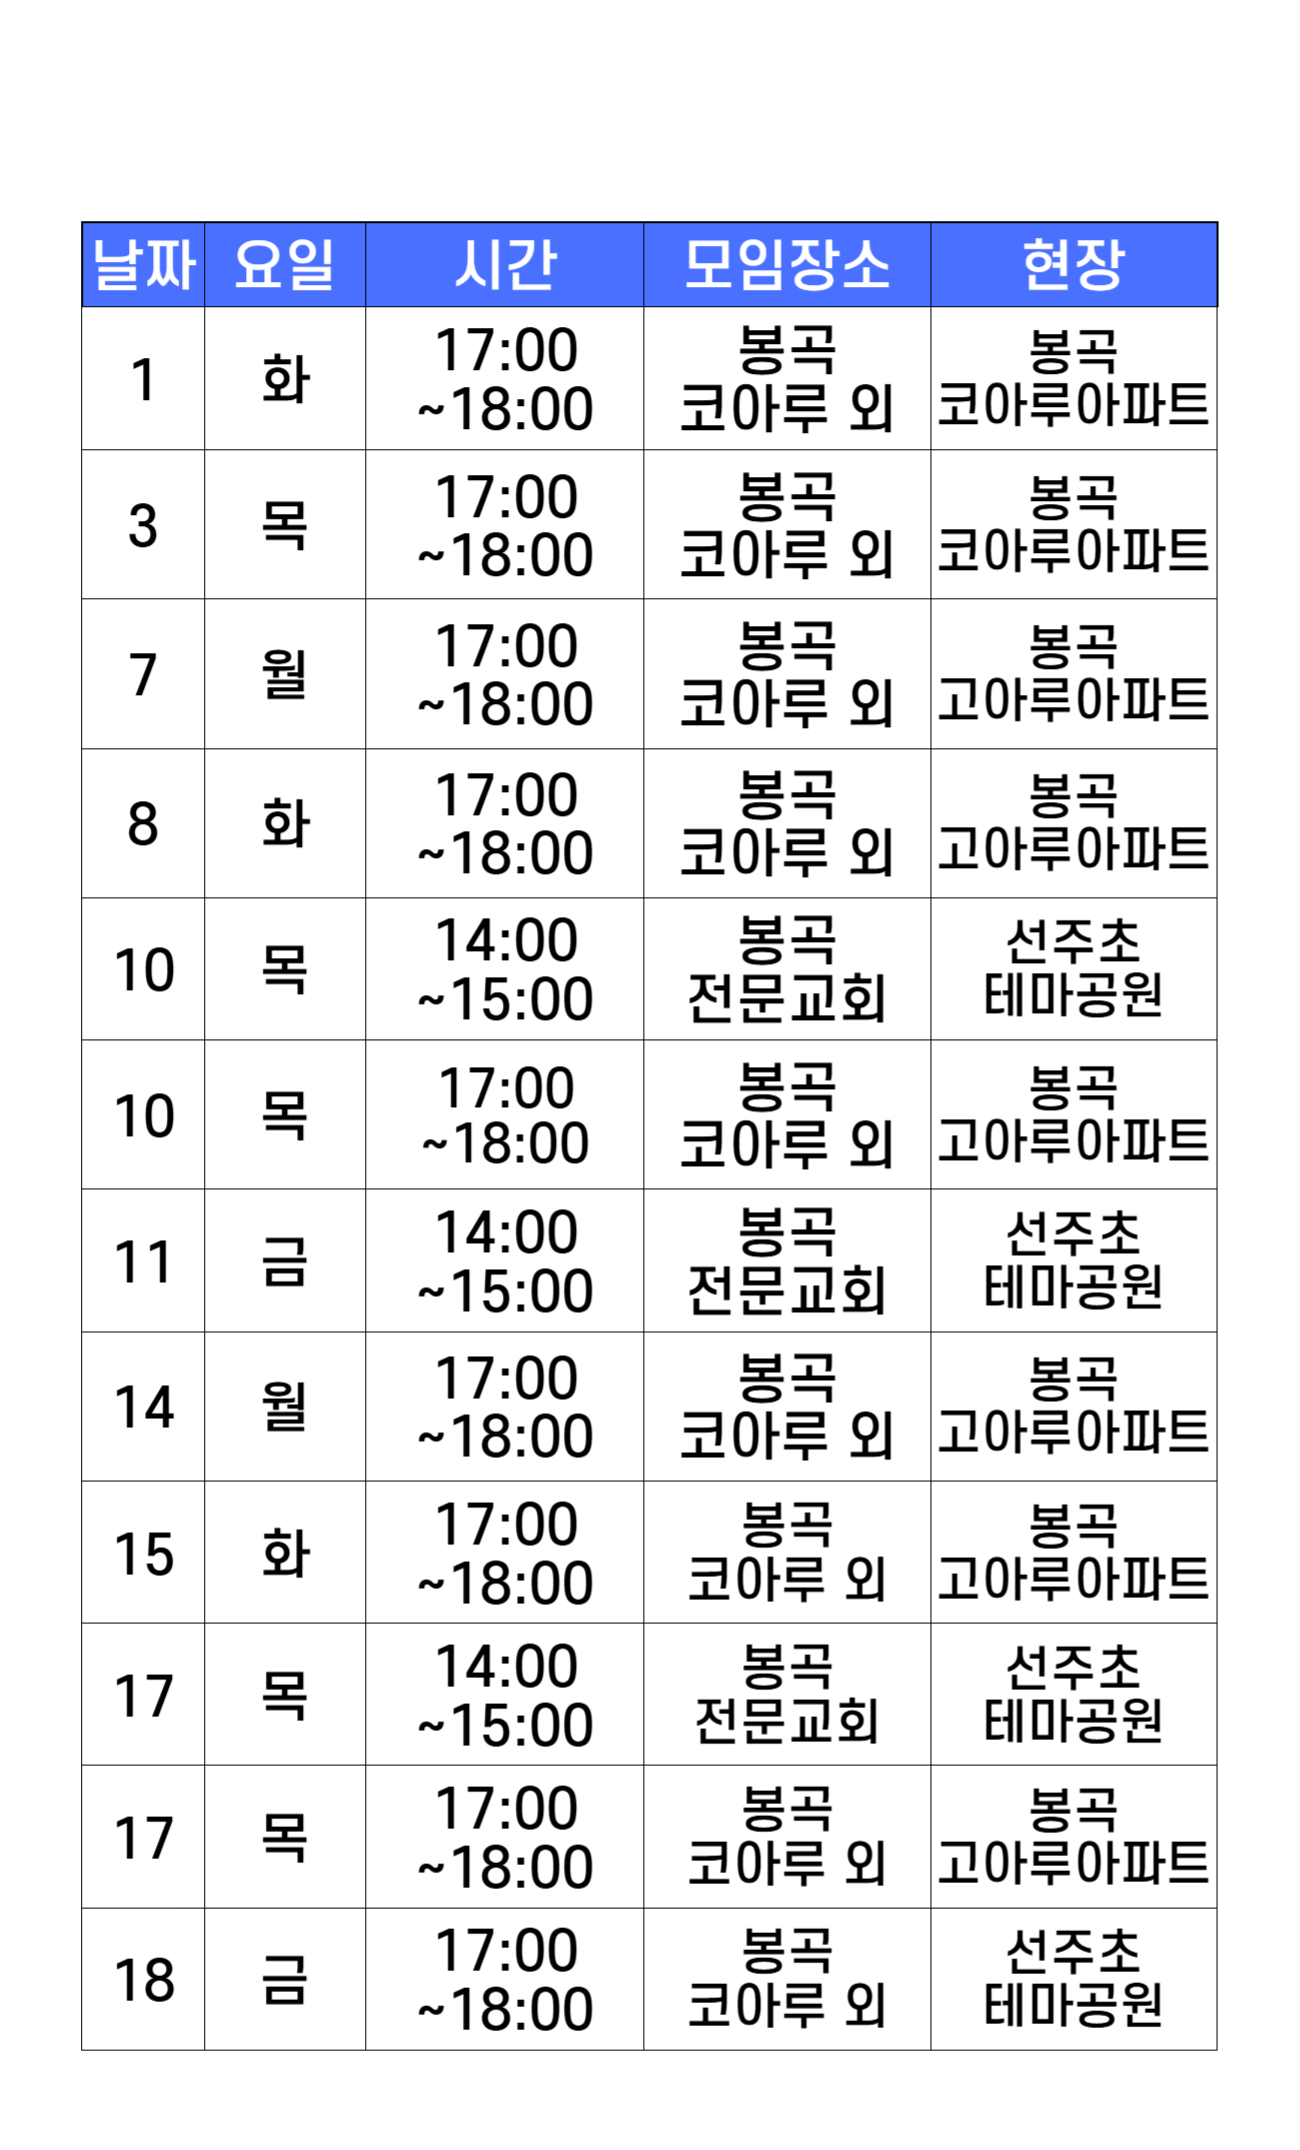 날짜 요일 시간 모임장소 현장
1 화 17:00 ~18:00 봉곡 코아루 외 봉곡 코아루아파트
3 목 17:00 ~18:00 봉곡 코아루 외 봉곡 코아루아파트
7 월 17:00 ~18:00 봉곡 코아루 외 봉곡 고아루아파트
8 화 17:00 ~18:00 봉곡 코아루 외 봉곡 고아루아파트
10 목 14:00 ~15:00 봉곡 전문교회 선주초 테마공원
10 목 17:00 ~18:00 봉곡 코아루 외 봉곡 고아루아파트
11 금 14:00 ~15:00 봉곡 전문교회 선주초 테마공원
14 월 17:00 ~18:00 봉곡 코아루 외 봉곡 고아루아파트
15 화 17:00 ~18:00 봉곡 코아루 외 봉곡 고아루아파트
17 목 14:00 ~15:00 봉곡 전문교회 선주초 테마공원
17 목 17:00 ~18:00 봉곡 코아루 외 봉곡 고아루아파트
18 금 17:00 ~18:00 봉곡 코아루 외 선주초 테마공원